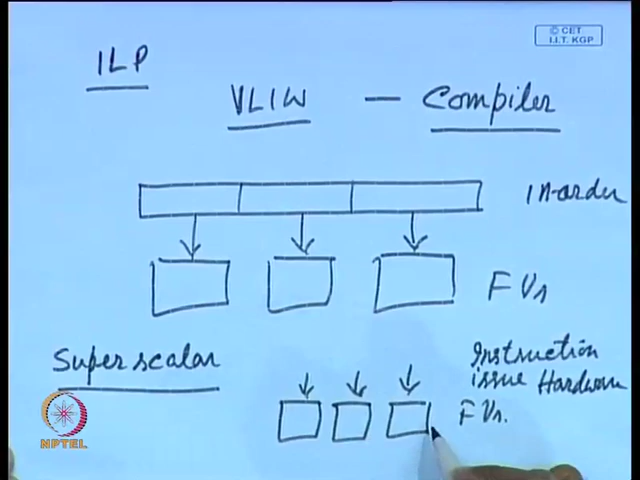 © CET
I.I.T. KGP
ILP
VLIW — Compiler
In-order
FUs
Superscalar
Instruction
issue Hardware
FUs.
NPTEL